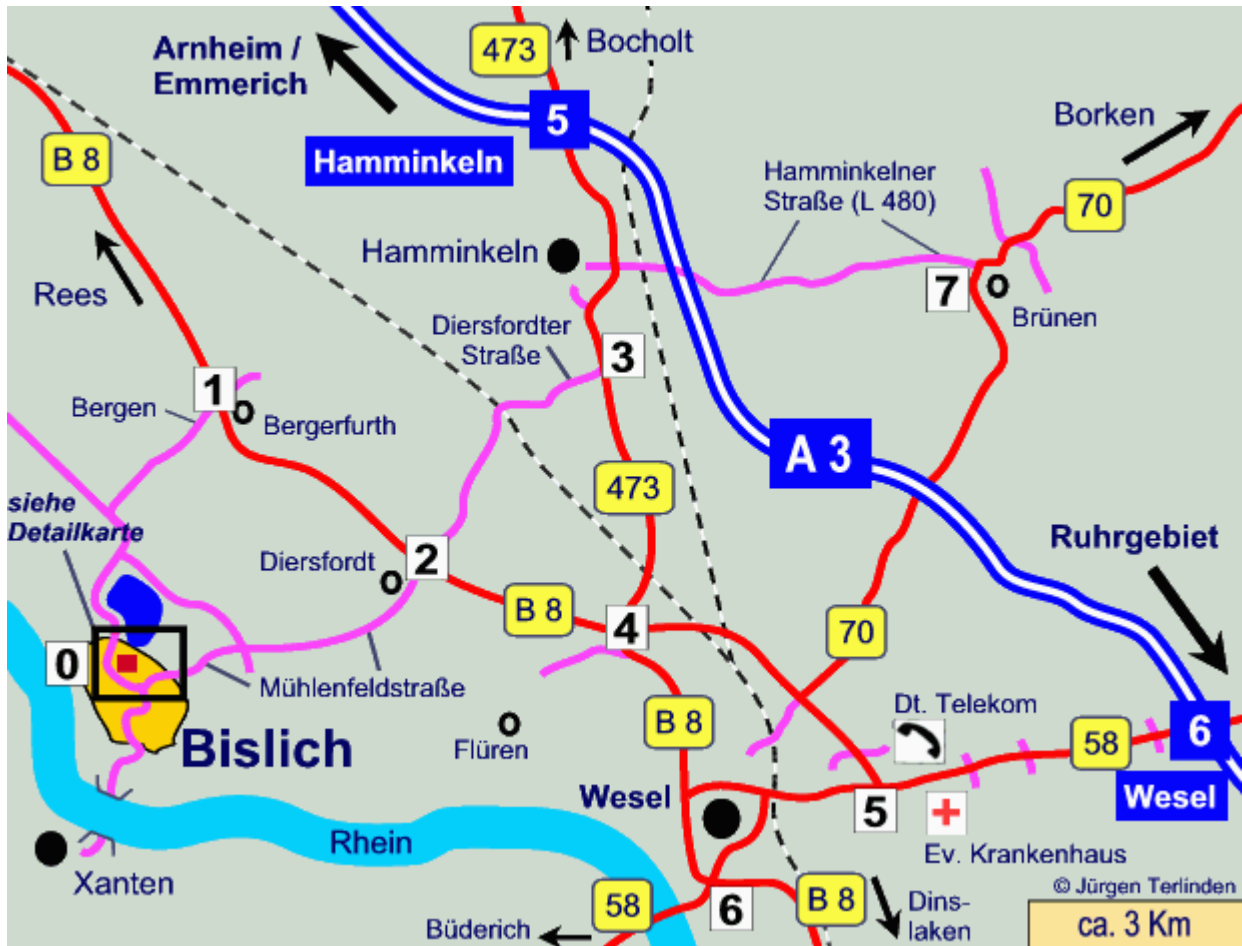 Arnheim /
Emmerich
473
Bocholt
5
B 8
Hamminkeln
Borken
Hamminkelner
Straße (L 480)
70
Hamminkeln
Rees
7
Brünen
Diersfordter
Straße
3
1
Bergen
Bergerfurth
A 3
siehe
Detailkarte
473
Ruhrgebiet
Diersfordt
2
B 8
4
70
0
Mühlenfeldstraße
Dt. Telekom
Bislich
Flüren
B 8
58
6
Wesel
Wesel
5
Rhein
Ev. Krankenhaus
Xanten
© Jürgen Terlinden
58
6
B 8
Dins-
laken
Büderich
ca. 3 Km